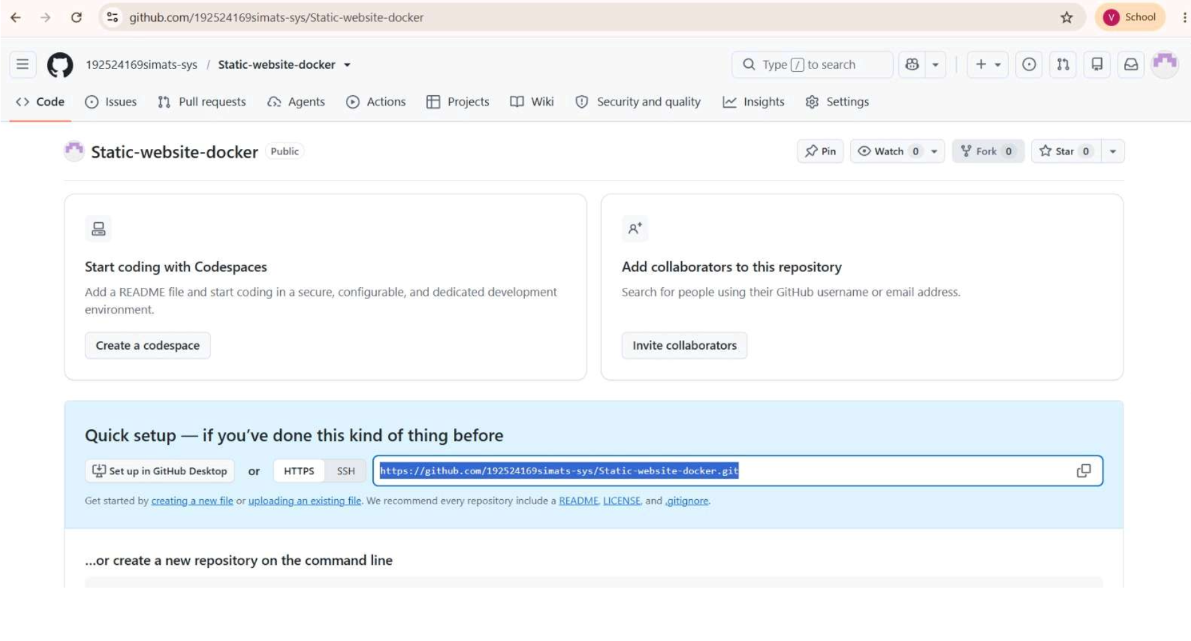 github.com/192524169simats-sys/Static-website-docker
V School
192524169simats-sys / Static-website-docker
Type / to search
Code Issues Pull requests Agents Actions Projects Wiki Security and quality Insights Settings
Static-website-docker Public
Pin Watch 0 Fork 0 Star 0
Start coding with Codespaces
Add a README file and start coding in a secure, configurable, and dedicated development
environment.
Create a codespace
Add collaborators to this repository
Search for people using their GitHub username or email address.
Invite collaborators
Quick setup — if you've done this kind of thing before
Set up in GitHub Desktop or HTTPS SSH https://github.com/192524169simats-sys/Static-website-docker.git
Get started by creating a new file or uploading an existing file. We recommend every repository include a README, LICENSE, and .gitignore.
...or create a new repository on the command line